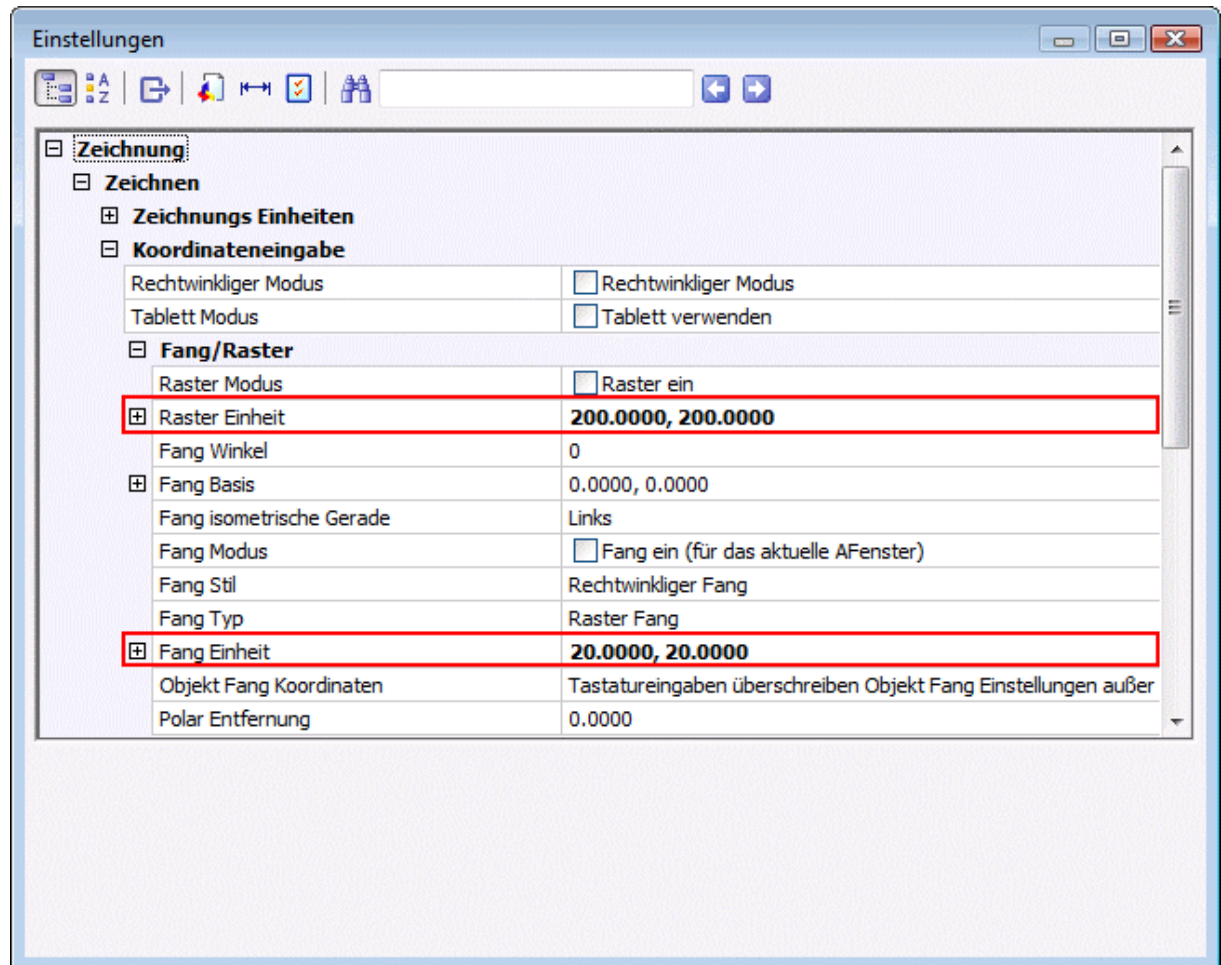 Einstellungen
Zeichnung
Zeichnen
Zeichnungs Einheiten
Koordinateneingabe
Rechtwinkliger Modus Rechtwinkliger Modus
Tablett Modus Tablett verwenden
Fang/Raster
Raster Modus Raster ein
Raster Einheit 200.0000, 200.0000
Fang Winkel 0
Fang Basis 0.0000, 0.0000
Fang isometrische Gerade Links
Fang Modus Fang ein (für das aktuelle AFenster)
Fang Stil Rechtwinkliger Fang
Fang Typ Raster Fang
Fang Einheit 20.0000, 20.0000
Objekt Fang Koordinaten Tastatureingaben überschreiben Objekt Fang Einstellungen außer
Polar Entfernung 0.0000